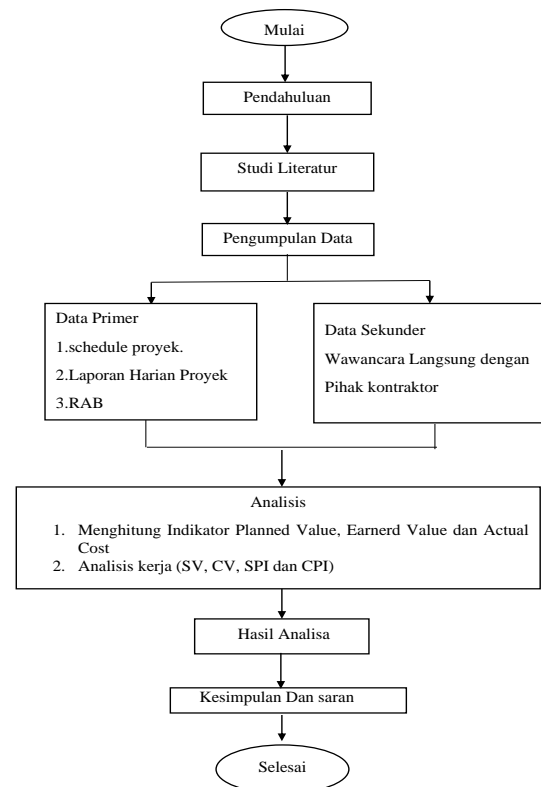 Mulai
Pendahuluan
Studi Literatur
Pengumpulan Data
Data Primer
1.schedule proyek.
2.Laporan Harian Proyek
3.RAB
Data Sekunder
Wawancara Langsung dengan
Pihak kontraktor
Analisis
1. Menghitung Indikator Planned Value, Earnerd Value dan Actual
Cost
2. Analisis kerja (SV, CV, SPI dan CPI)
Hasil Analisa
Kesimpulan Dan saran
Selesai